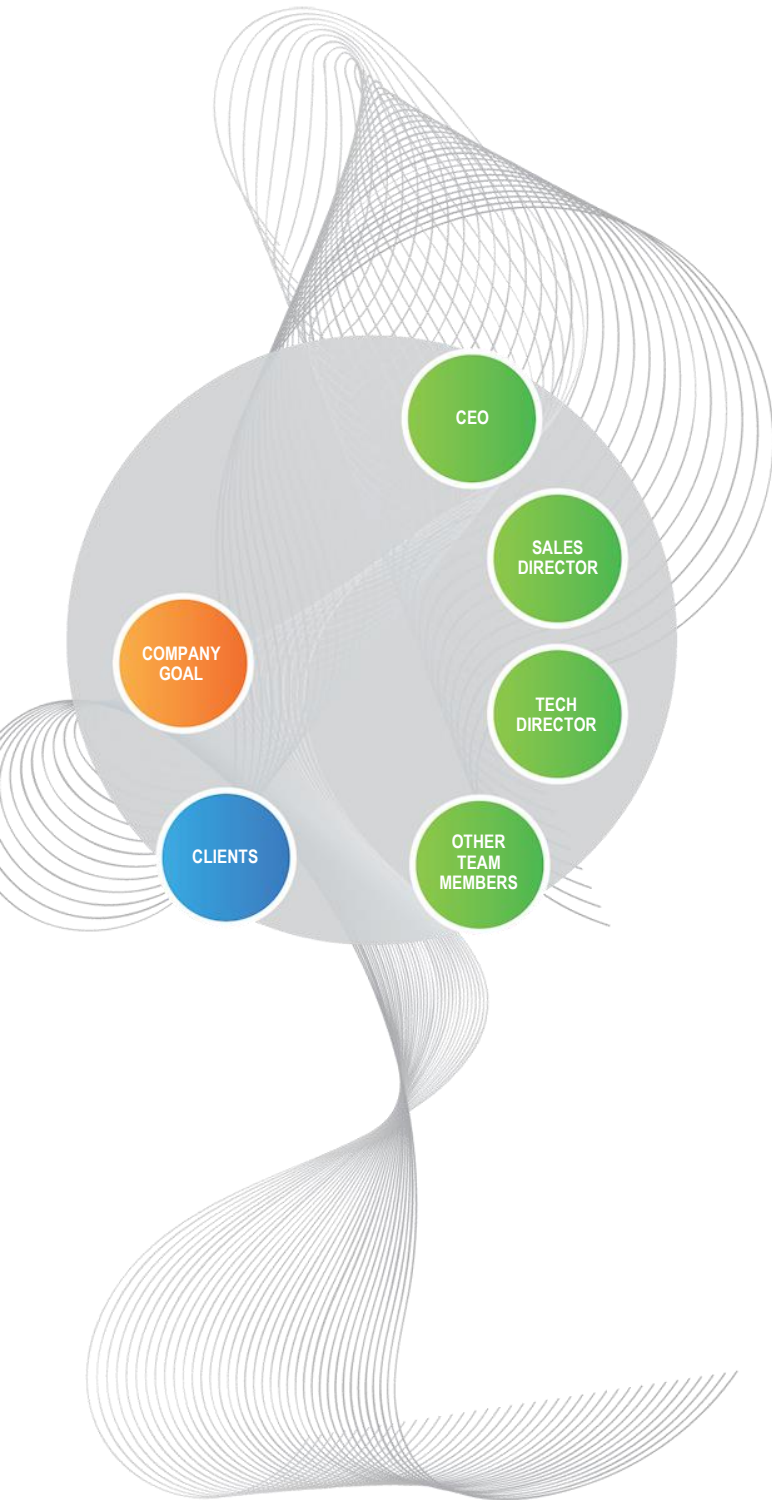 CEO
SALES
DIRECTOR
COMPANY
GOAL
TECH
DIRECTOR
CLIENTS
OTHER
TEAM
MEMBERS